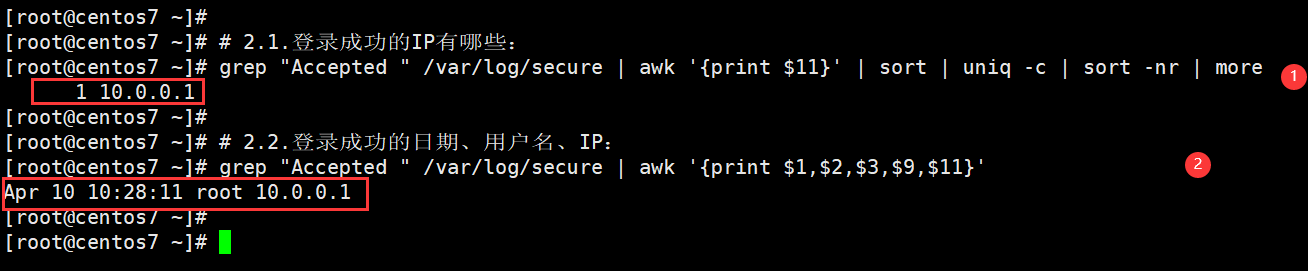 [root@centos7 ~]#
[root@centos7 ~]# # 2.1.登录成功的IP有哪些:
[root@centos7 ~]# grep "Accepted " /var/log/secure | awk '{print $11}' | sort | uniq -c | sort -nr | more
1
1 10.0.0.1
[root@centos7 ~]#
[root@centos7 ~]# # 2.2.登录成功的日期、用户名、IP:
[root@centos7 ~]# grep "Accepted " /var/log/secure | awk '{print $1,$2,$3,$9,$11}'
2
Apr 10 10:28:11 root 10.0.0.1
[root@centos7 ~]#
[root@centos7 ~]#